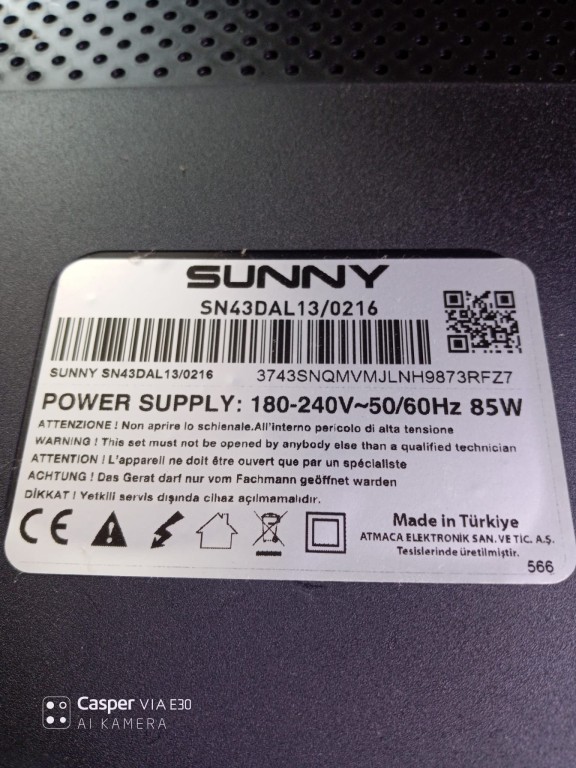 SUNNY
SN43DAL13/0216
SUNNY SN43DAL13/0216 3743SNQMVMJLNH9873RFZ7
POWER SUPPLY: 180-240V~50/60Hz 85W
ATTENZIONE ! Non aprire lo schienale.All'interno pericolo di alta tensione
WARNING ! This set must not be opened by anybody else than a qualified technician
ATTENTION ! L'appareil ne doit être ouvert que par un spécialiste
ACHTUNG ! Das Gerat darf nur vom Fachmann geöffnet warden
DİKKAT ! Yetkili servis dışında cihaz açılmamalıdır.
CE
Made in Türkiye
ATMACA ELEKTRONİK SAN. VE TİC. A.Ş.
Tesislerinde üretilmiştir.
566
Casper VIA E30
AI KAMERA